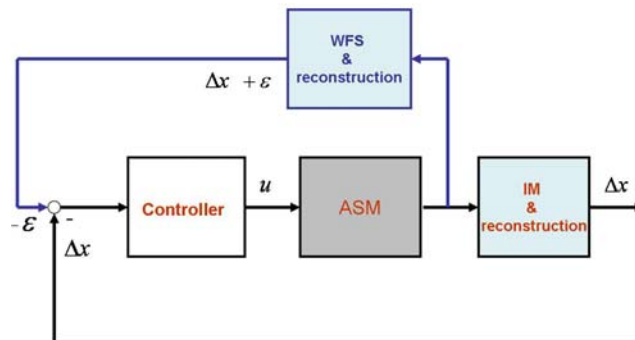 WFS
&
reconstruction
Δx + ε
Controller
u
ASM
IM
&
reconstruction
Δx
- ε
-
Δx